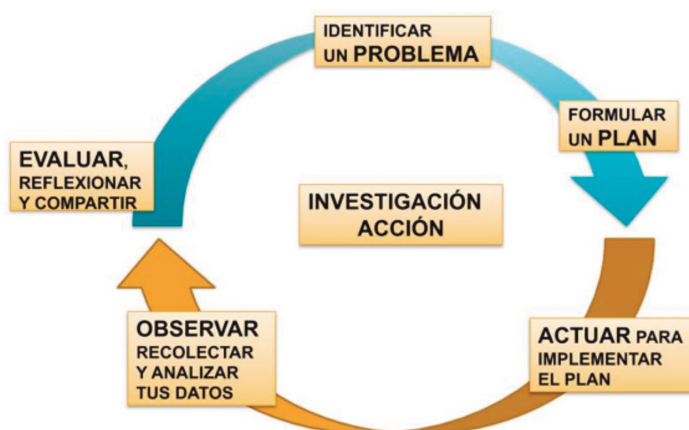 IDENTIFICAR
UN PROBLEMA
FORMULAR
UN PLAN
EVALUAR,
REFLEXIONAR
Y COMPARTIR
INVESTIGACIÓN
ACCIÓN
OBSERVAR
RECOLECTAR
Y ANALIZAR
TUS DATOS
ACTUAR PARA
IMPLEMENTAR
EL PLAN